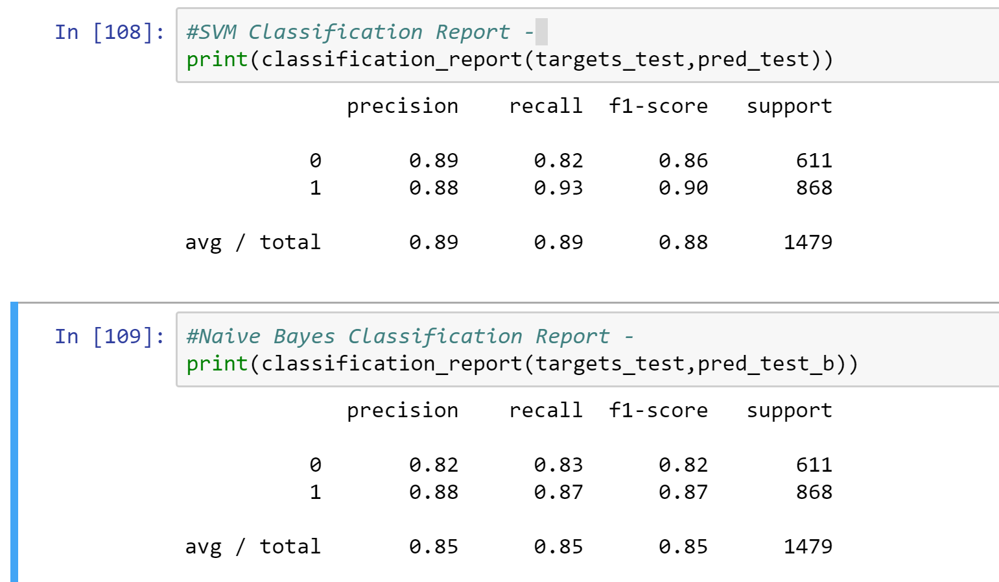 In [108]: #SVM Classification Report -
print(classification_report(targets_test,pred_test))
precision recall f1-score support
0 0.89 0.82 0.86 611
1 0.88 0.93 0.90 868
avg / total 0.89 0.89 0.88 1479
In [109]: #Naive Bayes Classification Report -
print(classification_report(targets_test,pred_test_b))
precision recall f1-score support
0 0.82 0.83 0.82 611
1 0.88 0.87 0.87 868
avg / total 0.85 0.85 0.85 1479